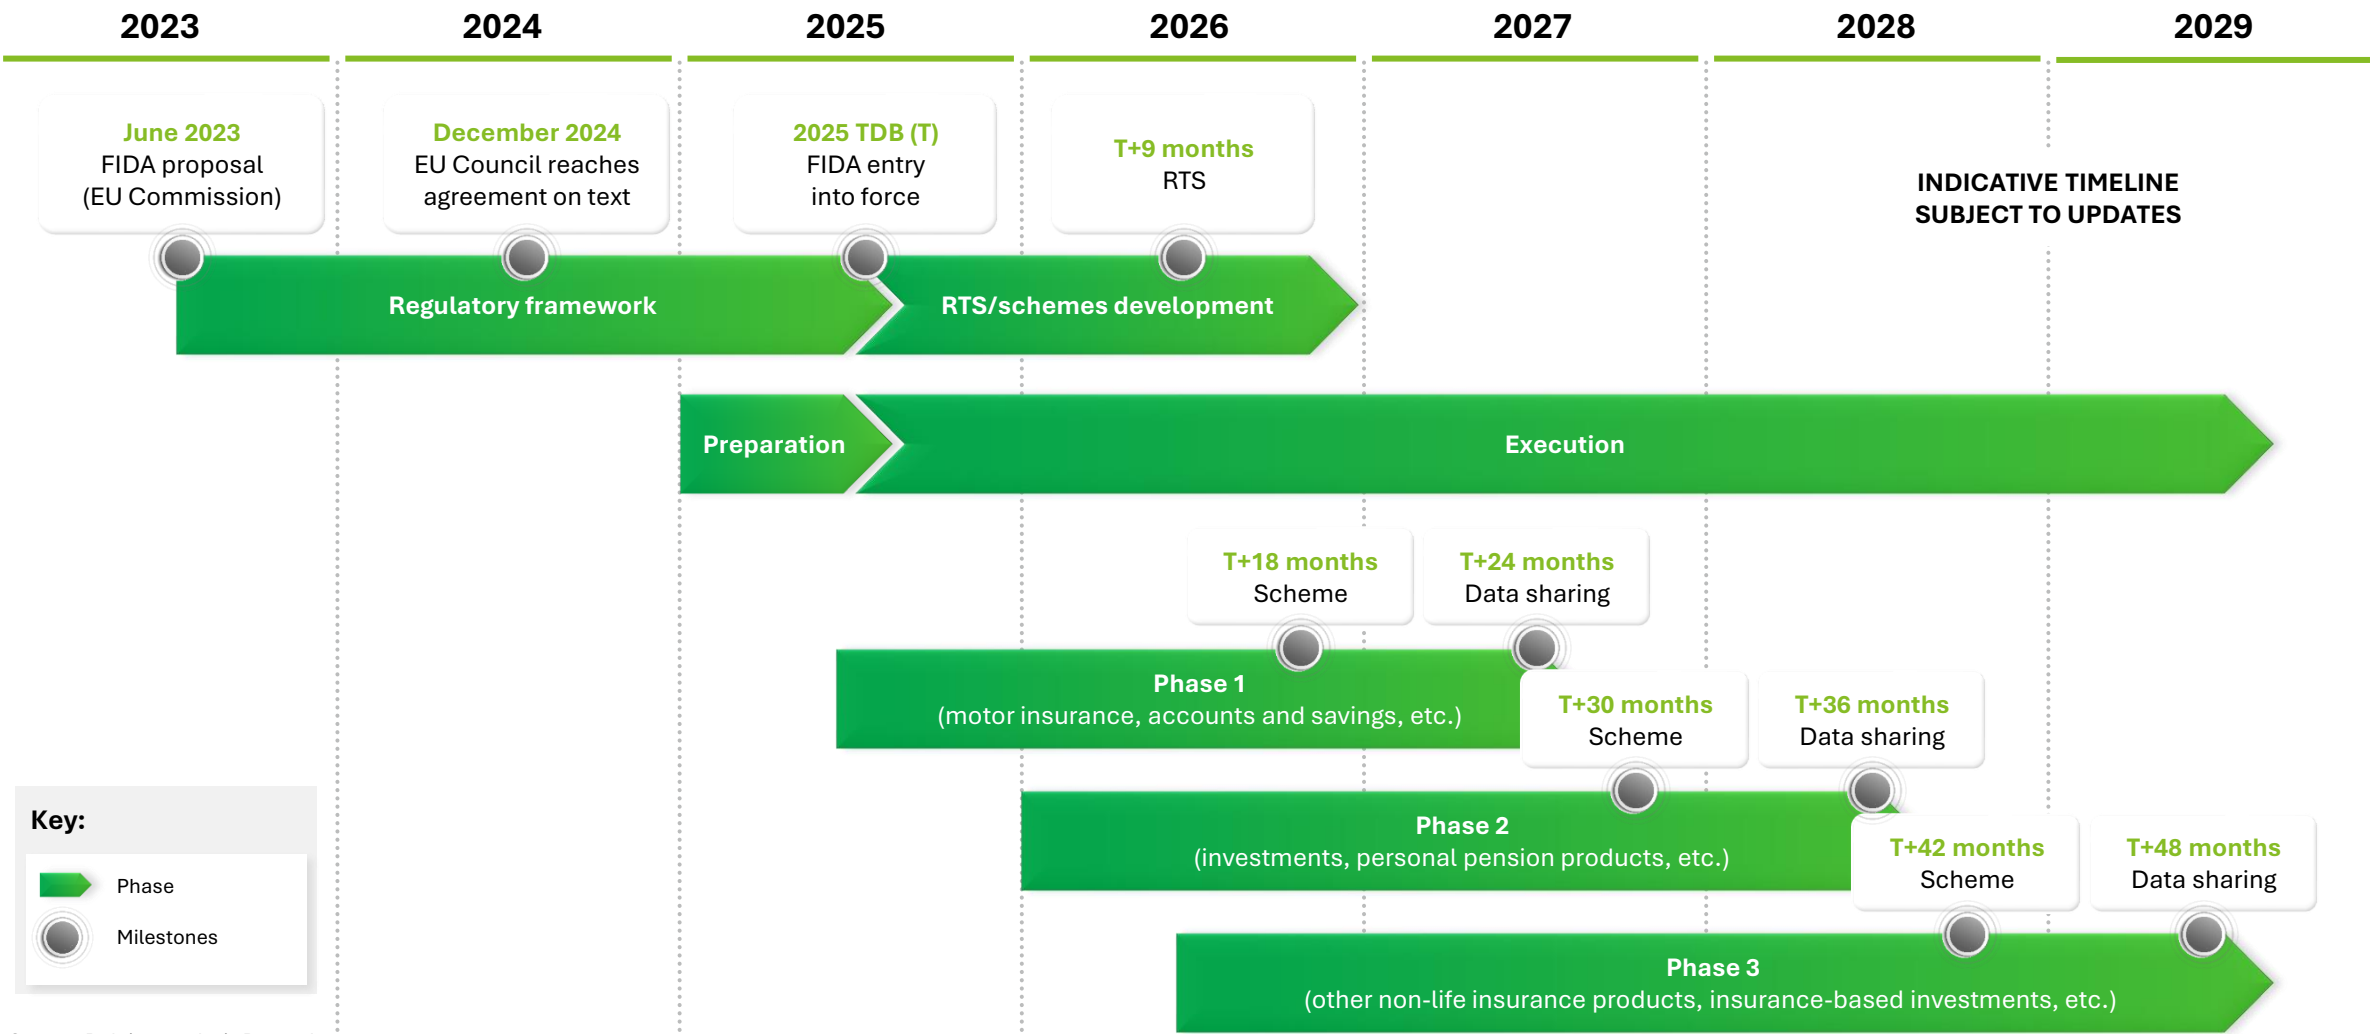 2023
2024
2025
2026
2027
2028
2029
June 2023
FIDA proposal
(EU Commission)
December 2024
EU Council reaches
agreement on text
2025 TDB (T)
FIDA entry
into force
T+9 months
RTS
INDICATIVE TIMELINE
SUBJECT TO UPDATES
Regulatory framework
RTS/schemes development
Preparation
Execution
T+18 months
Scheme
T+24 months
Data sharing
Phase 1
(motor insurance, accounts and savings, etc.)
T+30 months
Scheme
T+36 months
Data sharing
Phase 2
(investments, personal pension products, etc.)
T+42 months
Scheme
T+48 months
Data sharing
Phase 3
(other non-life insurance products, insurance-based investments, etc.)
Key:
Phase
Milestones